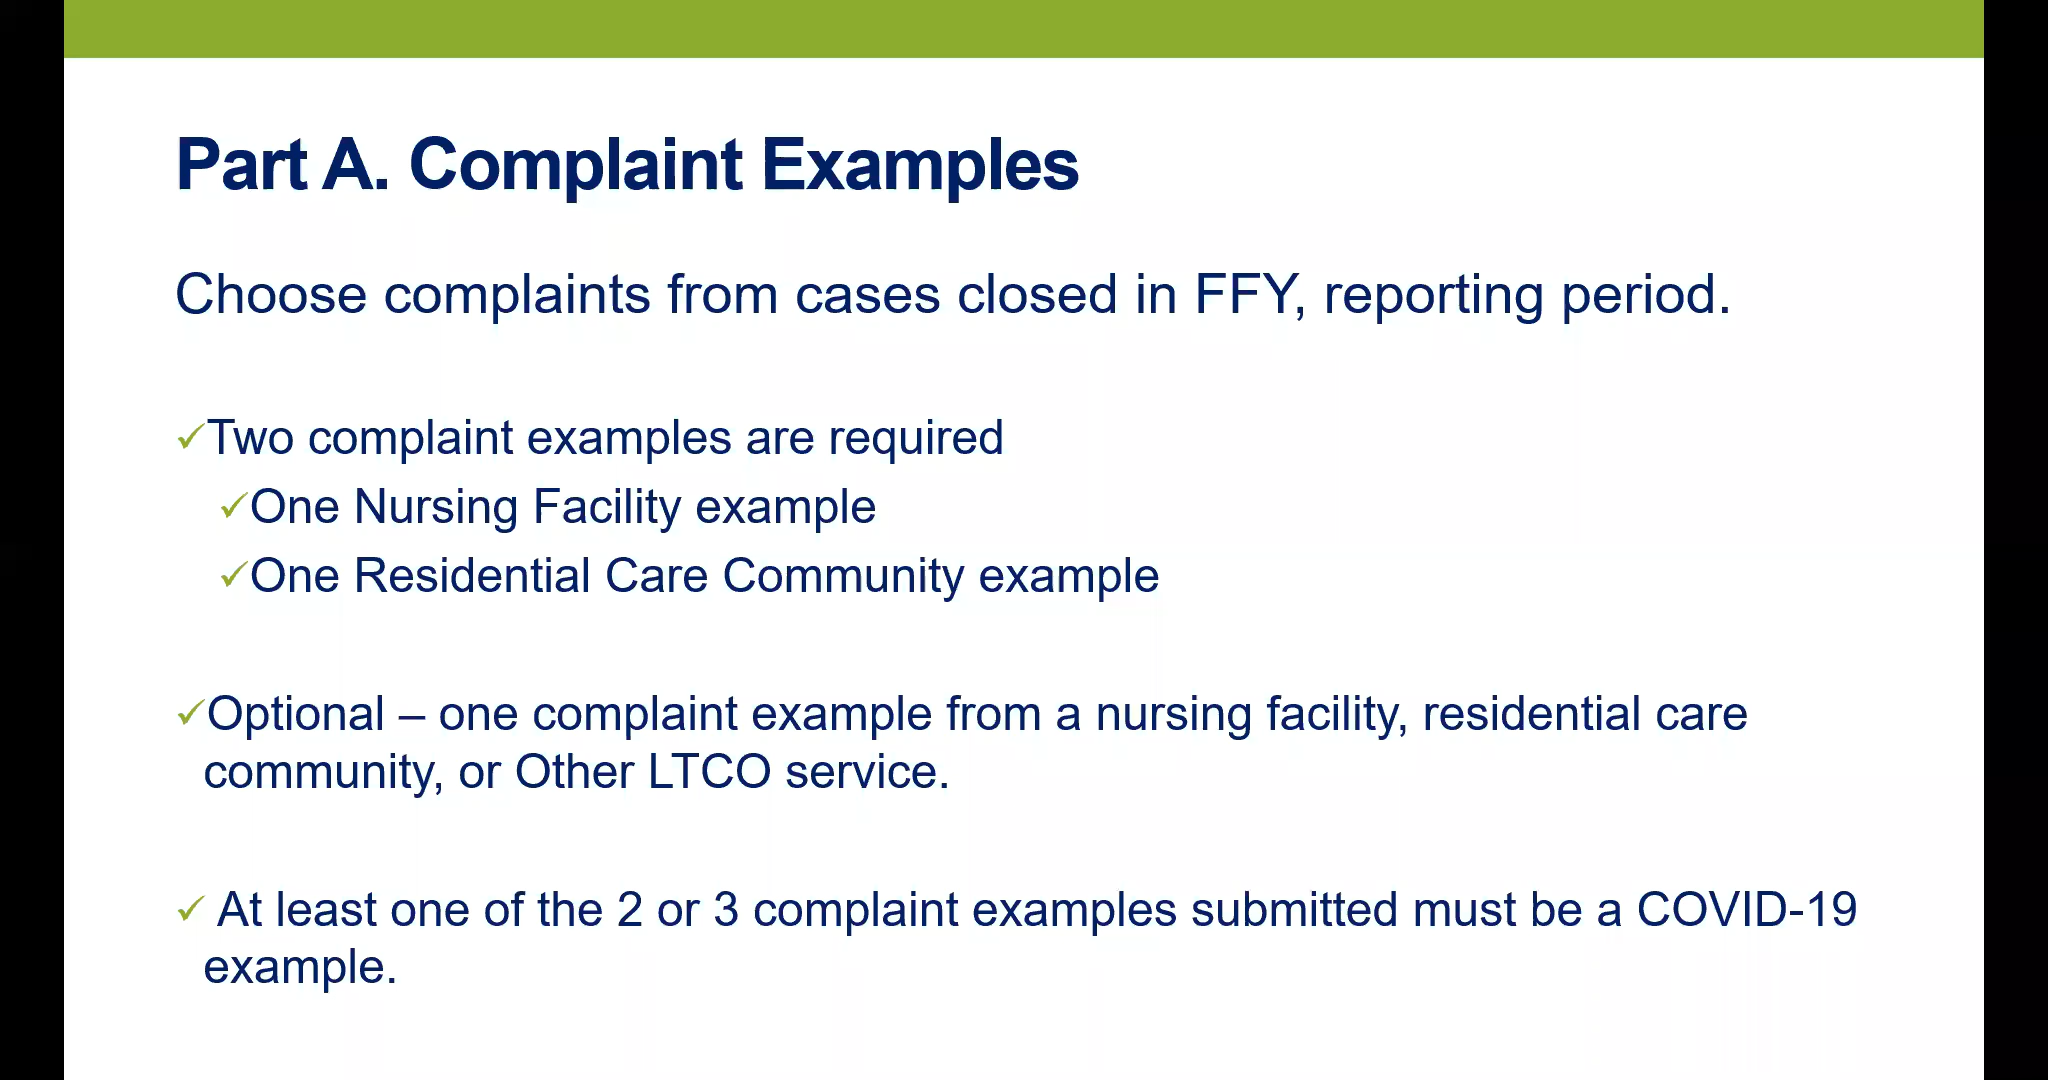 Part A. Complaint Examples
Choose complaints from cases closed in FFY, reporting period.
✓Two complaint examples are required
✓One Nursing Facility example
✓One Residential Care Community example
✓Optional – one complaint example from a nursing facility, residential care
community, or Other LTCO service.
✓ At least one of the 2 or 3 complaint examples submitted must be a COVID-19
example.